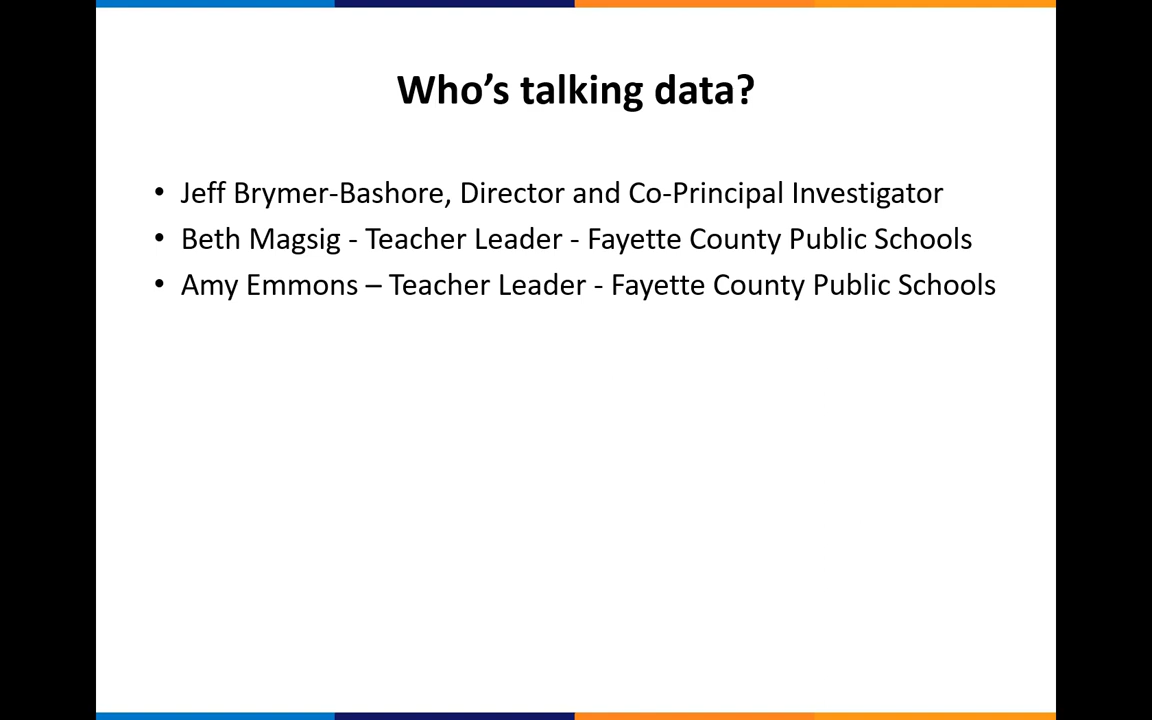 Who’s talking data?
• Jeff Brymer-Bashore, Director and Co-Principal Investigator
• Beth Magsig - Teacher Leader - Fayette County Public Schools
• Amy Emmons – Teacher Leader - Fayette County Public Schools